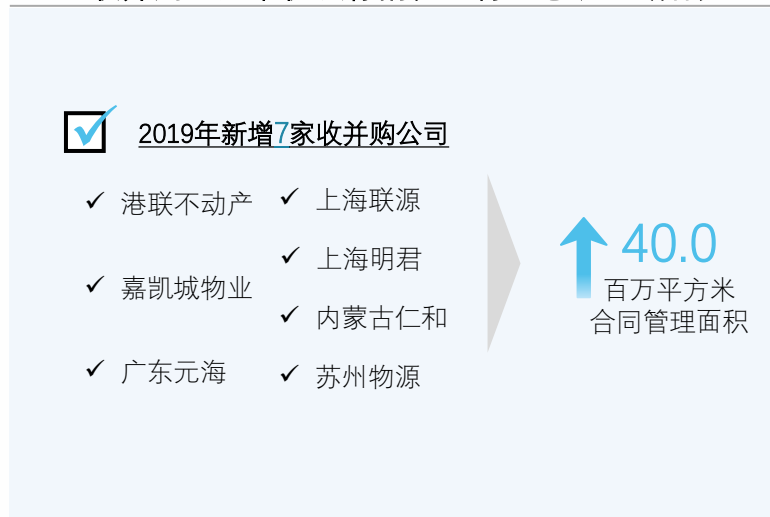 2019年新增7家收并购公司
港联不动产
嘉凯城物业
广东元海
上海联源
上海明君
内蒙古仁和
苏州物源
40.0
百万平方米
合同管理面积